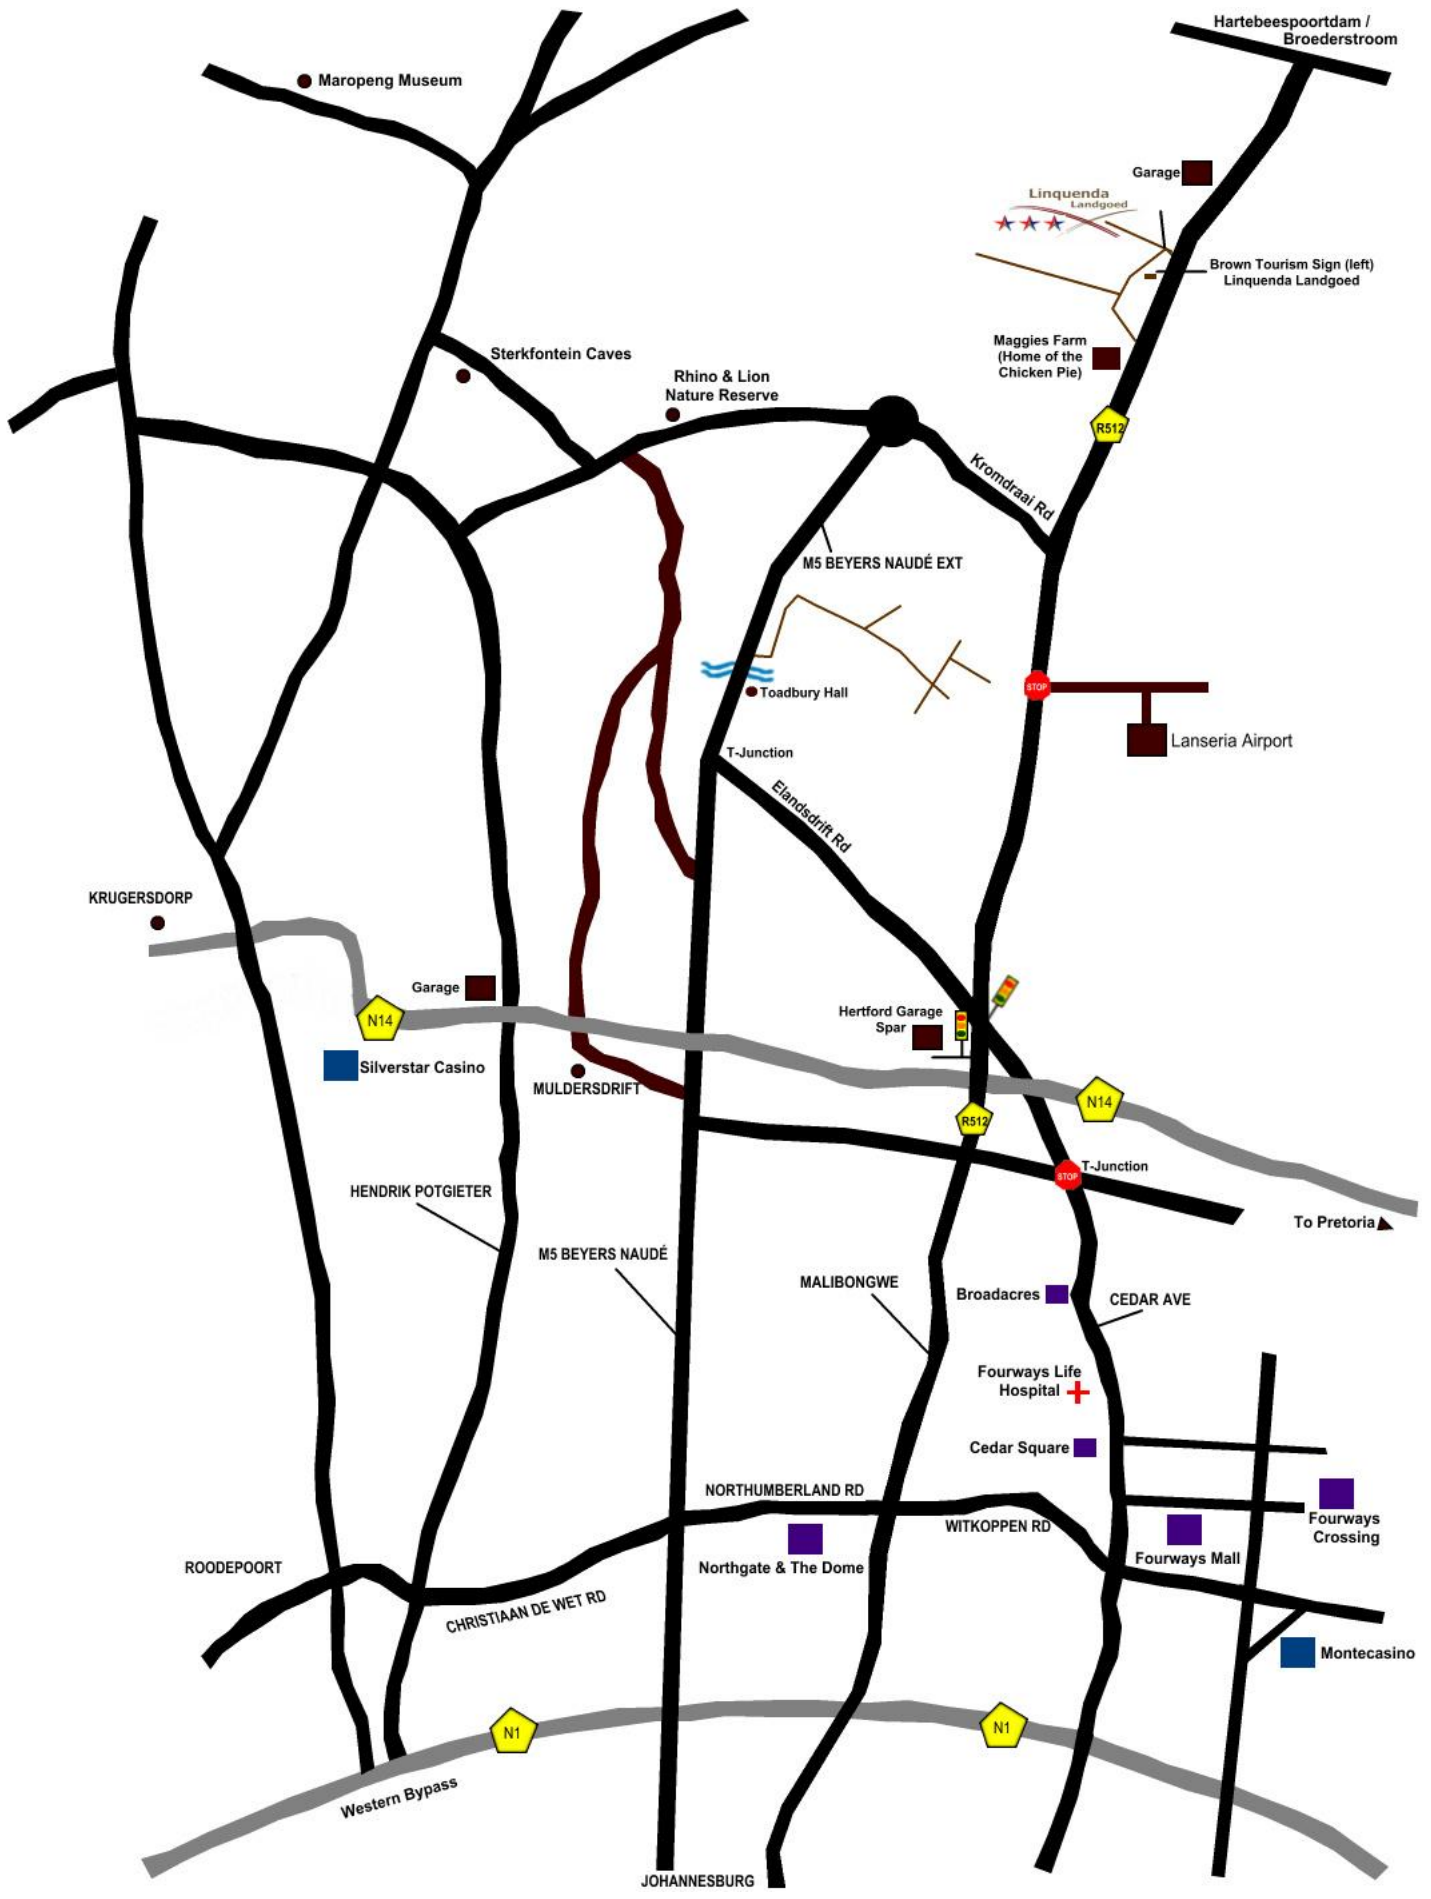 Hartebeespoortdam /
Broederstroom
Maropeng Museum
Garage
Linquenda
Landgoed
Brown Tourism Sign (left)
Linquenda Landgoed
Maggies Farm
(Home of the
Chicken Pie)
Sterkfontein Caves
Rhino & Lion
Nature Reserve
R512
Kromdraai Rd
M5 BEYERS NAUDÉ EXT
STOP
Toadbury Hall
Lanseria Airport
T-Junction
Elandsdrift Rd
KRUGERSDORP
Garage
N14
Hertford Garage
Spar
Silverstar Casino
MULDERSDRIFT
N14
R512
T-Junction
STOP
HENDRIK POTGIETER
To Pretoria
M5 BEYERS NAUDÉ
MALIBONGWE
Broadacres
CEDAR AVE
Fourways Life
Hospital
Cedar Square
NORTHUMBERLAND RD
WITKOPPEN RD
Fourways
Crossing
Fourways Mall
Northgate & The Dome
ROODEPOORT
CHRISTIAAN DE WET RD
Montecasino
N1
N1
Western Bypass
JOHANNESBURG